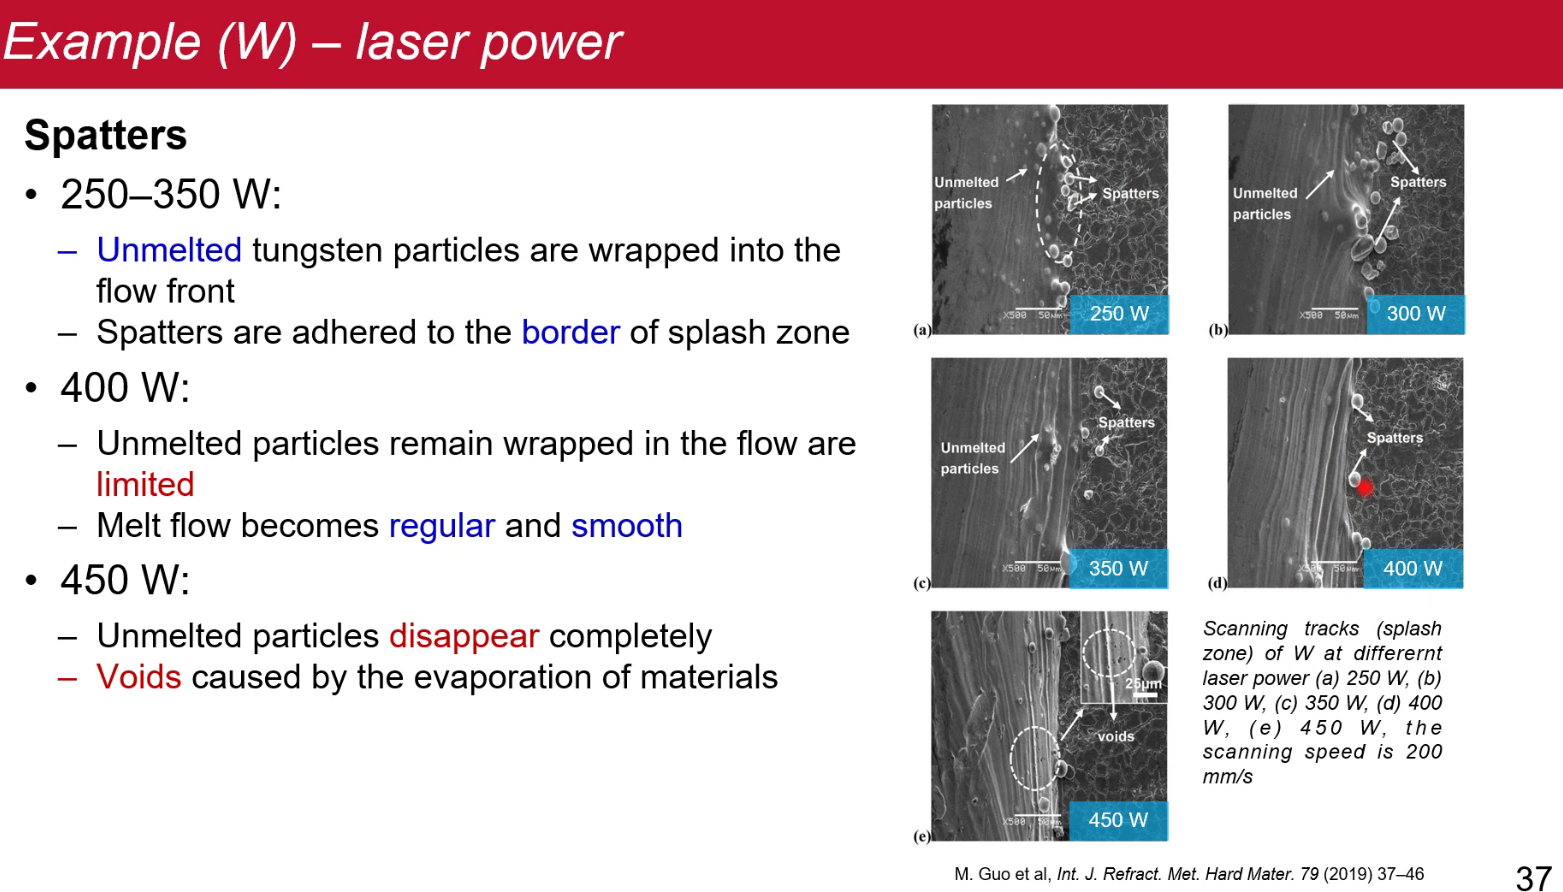 Example (W) – laser power
Spatters
• 250–350 W:
– Unmelted tungsten particles are wrapped into the
flow front
– Spatters are adhered to the border of splash zone
• 400 W:
– Unmelted particles remain wrapped in the flow are
limited
– Melt flow becomes regular and smooth
• 450 W:
– Unmelted particles disappear completely
– Voids caused by the evaporation of materials
Unmelted
particles
Spatters
X500 50μm
250 W
(a)
Unmelted
particles
Spatters
X500 50μm
300 W
(b)
Unmelted
particles
Spatters
X500 50μm
350 W
(c)
Spatters
X500 50μm
400 W
(d)
25μm
voids
X500 50μm
450 W
(e)
Scanning tracks (splash
zone) of W at differernt
laser power (a) 250 W, (b)
300 W, (c) 350 W, (d) 400
W, (e) 450 W, the
scanning speed is 200
mm/s
M. Guo et al, Int. J. Refract. Met. Hard Mater. 79 (2019) 37–46
37